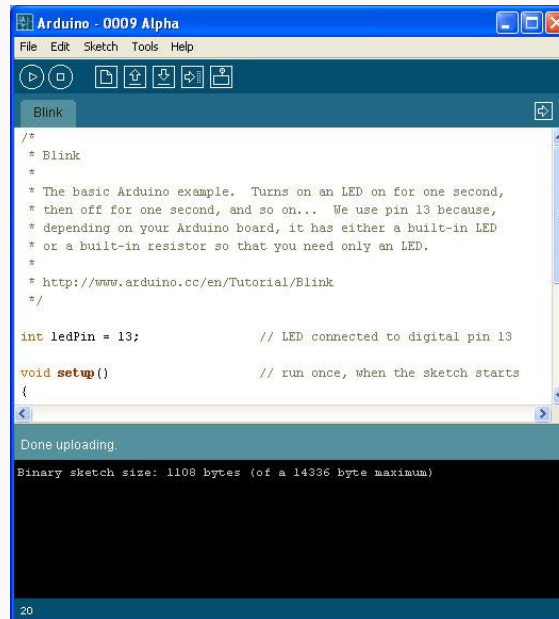 Arduino - 0009 Alpha
File Edit Sketch Tools Help
Blink
/*
* Blink
*
* The basic Arduino example. Turns on an LED on for one second,
* then off for one second, and so on... We use pin 13 because,
* depending on your Arduino board, it has either a built-in LED
* or a built-in resistor so that you need only an LED.
*
* http://www.arduino.cc/en/Tutorial/Blink
*/
int ledPin = 13; // LED connected to digital pin 13
void setup() // run once, when the sketch starts
{
Done uploading.
Binary sketch size: 1108 bytes (of a 14336 byte maximum)
20